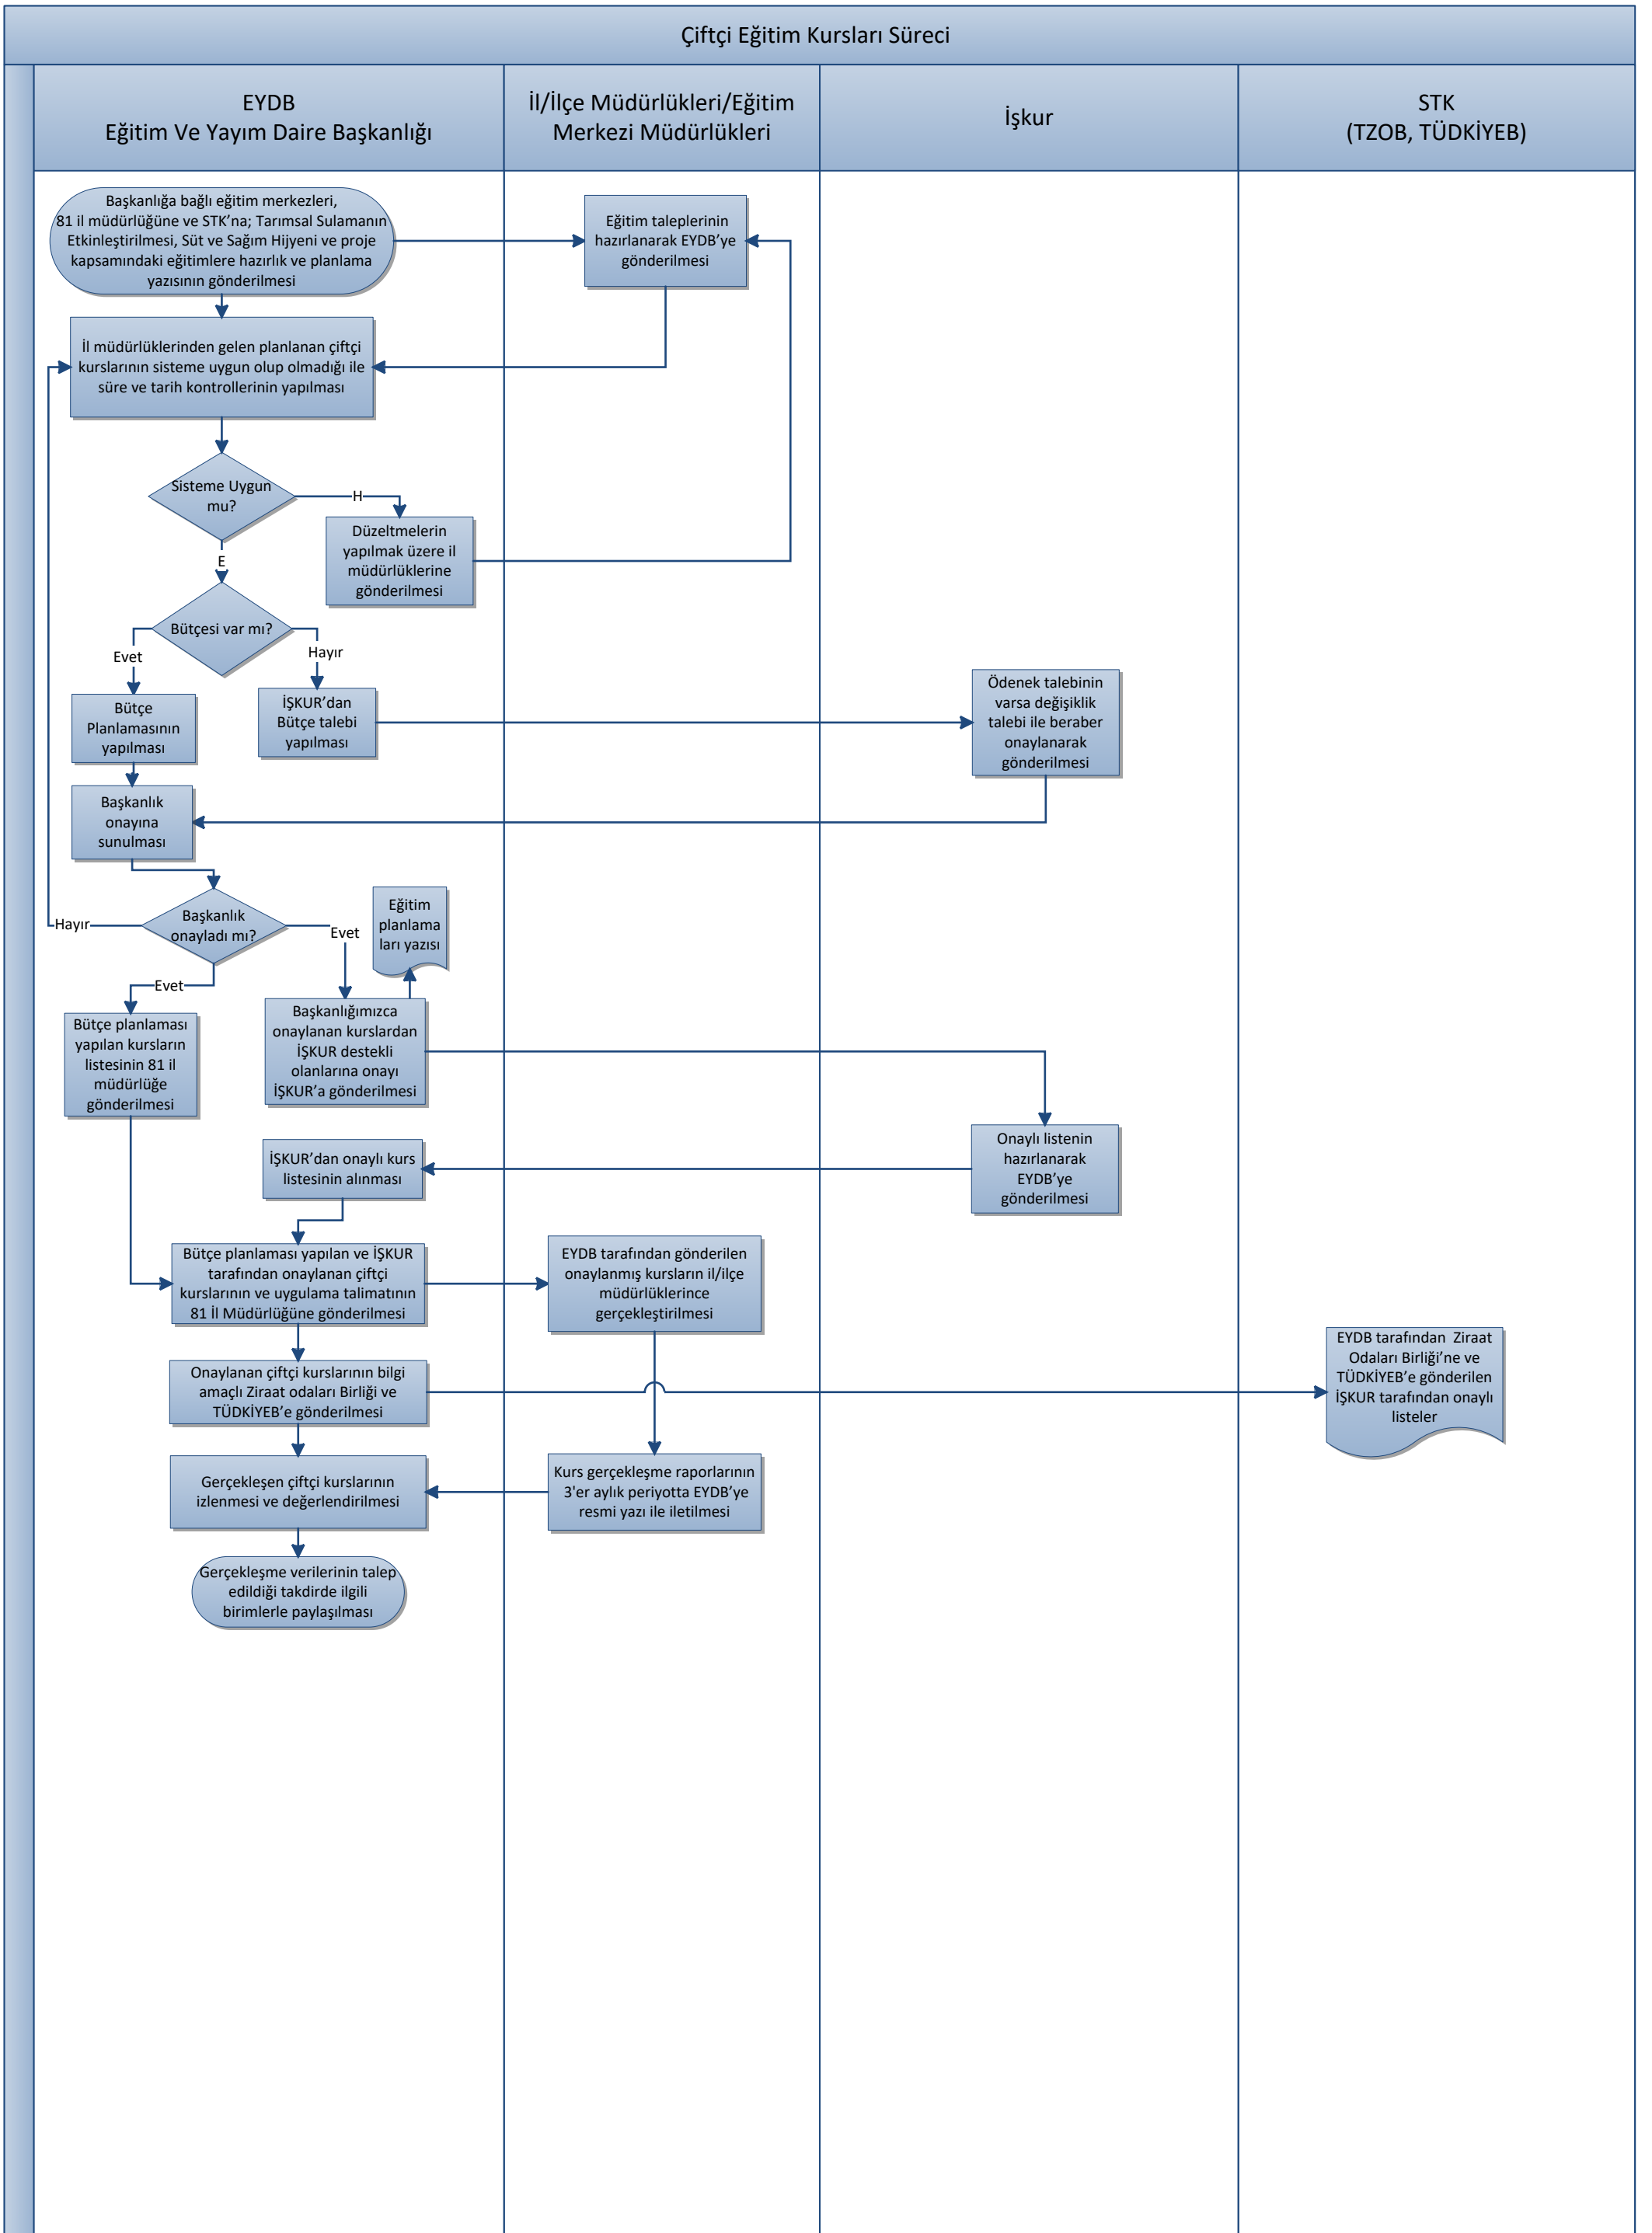 Çiftçi Eğitim Kursları Süreci
EYDB
Eğitim Ve Yayım Daire Başkanlığı
İl/İlçe Müdürlükleri/Eğitim
Merkezi Müdürlükleri
İşkur
STK
(TZOB, TÜDKİYEB)
Başkanlığa bağlı eğitim merkezleri,
81 il müdürlüğüne ve STK’na; Tarımsal Sulamanın
Etkinleştirilmesi, Süt ve Sağım Hijyeni ve proje
kapsamındaki eğitimlere hazırlık ve planlama
yazısının gönderilmesi
Eğitim taleplerinin
hazırlanarak EYDB’ye
gönderilmesi
İl müdürlüklerinden gelen planlanan çiftçi
kurslarının sisteme uygun olup olmadığı ile
süre ve tarih kontrollerinin yapılması
Sisteme Uygun
mu?
H
Düzeltmelerin
yapılmak üzere il
müdürlüklerine
gönderilmesi
E
Bütçesi var mı?
Evet
Hayır
Bütçe
Planlamasının
yapılması
İŞKUR’dan
Bütçe talebi
yapılması
Ödenek talebinin
varsa değişiklik
talebi ile beraber
onaylanarak
gönderilmesi
Başkanlık
onayına
sunulması
Başkanlık
onayladı mı?
Hayır
Evet
Eğitim
planlama
ları yazısı
Evet
Bütçe planlaması
yapılan kursların
listesinin 81 il
müdürlüğe
gönderilmesi
Başkanlığımızca
onaylanan kurslardan
İŞKUR destekli
olanlarına onayı
İŞKUR’a gönderilmesi
İŞKUR’dan onaylı kurs
listesinin alınması
Onaylı listenin
hazırlanarak
EYDB’ye
gönderilmesi
Bütçe planlaması yapılan ve İŞKUR
tarafından onaylanan çiftçi
kurslarının ve uygulama talimatının
81 İl Müdürlüğüne gönderilmesi
EYDB tarafından gönderilen
onaylanmış kursların il/ilçe
müdürlüklerince
gerçekleştirilmesi
Onaylanan çiftçi kurslarının bilgi
amaçlı Ziraat odaları Birliği ve
TÜDKİYEB’e gönderilmesi
EYDB tarafından Ziraat
Odaları Birliği’ne ve
TÜDKİYEB’e gönderilen
İŞKUR tarafından onaylı
listeler
Gerçekleşen çiftçi kurslarının
izlenmesi ve değerlendirilmesi
Kurs gerçekleşme raporlarının
3'er aylık periyotta EYDB’ye
resmi yazı ile iletilmesi
Gerçekleşme verilerinin talep
edildiği takdirde ilgili
birimlerle paylaşılması